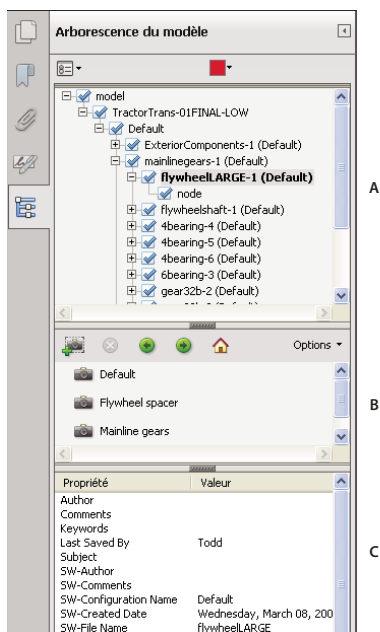 Arborescence du modèle
model
TractorTrans-01FINAL-LOW
Default
ExteriorComponents-1 (Default)
mainlinegears-1 (Default)
flywheelLARGE-1 (Default)
node
flywheelshaft-1 (Default)
4bearing-4 (Default)
4bearing-5 (Default)
4bearing-6 (Default)
6bearing-3 (Default)
gear32b-2 (Default)
A
Options
Default
Flywheel spacer
Mainline gears
B
Propriété Valeur
Author
Comments
Keywords
Last Saved By Todd
Subject
SW-Author
SW-Comments
SW-Configuration Name Default
SW-Created Date Wednesday, March 08, 200
SW-File Name flywheelLARGE
C